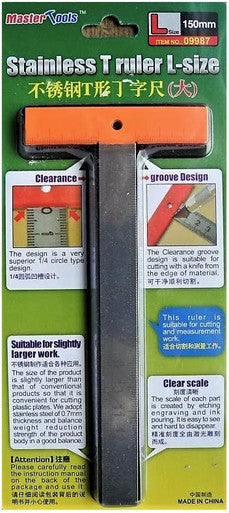 Master Tools
L Size
150mm
ITEM NO. 09987
Stainless T ruler L-size
不锈钢T形丁字尺(大)
Clearance
groove Design
The design is a very superior 1/4 circle type design.
1/4圆弧凹槽设计。
The Clearance groove
design is suitable for
cutting with a knife from
the edge of material.
可干净顺利切割。
Suitable for slightly
larger work.
不锈钢制作适合各种应用。
The size of the product
is slightly larger than
that of conventional
products so that it is
convenient for cutting
plastic plates. We adopt
stainless steel of 0.7mm
thickness and balance
weight reduction
strength of the product
body in a good balance.
This ruler is
suitable for cutting
and measurement
work.
适合切割和测量工作。
Clear scale
刻度清晰
The scale of each part
is created by etching
engraving and ink
pouring. It is easy to see
and hard to disappear.
精准刻度全由激光雕刻
而成。
[Attention] 注意!
Please carefully read
the instruction manual
on the back of the
package and use it.
请仔细阅读包装背后的说
明书并小心使用。
中国制造
MADE IN CHINA